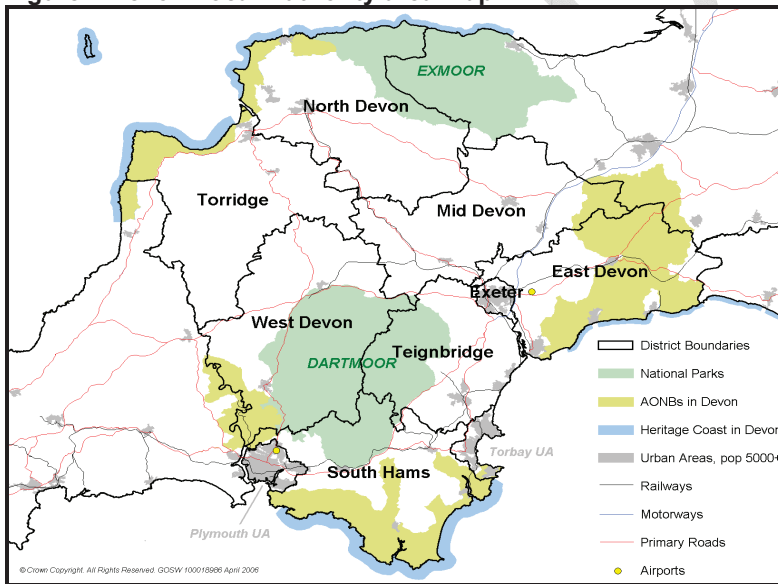 EXMOOR
North Devon
Torridge
Mid Devon
East Devon
Exeter
West Devon
Teignbridge
DARTMOOR
South Hams
Torbay UA
Plymouth UA
District Boundaries
National Parks
AONBs in Devon
Heritage Coast in Devon
Urban Areas, pop 5000+
Railways
Motorways
Primary Roads
Airports
© Crown Copyright. All Rights Reserved. GOSW 100018986 April 2006